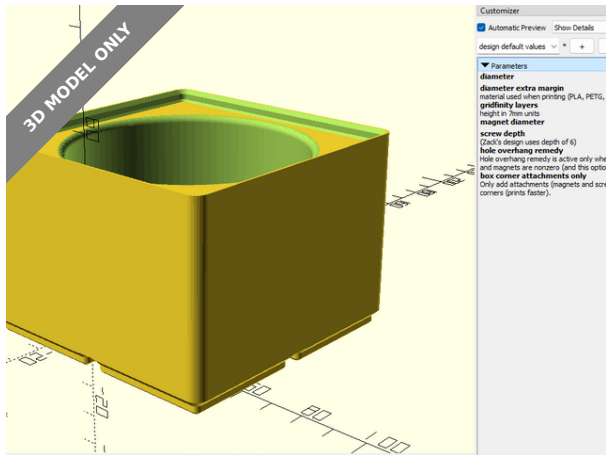 3D MODEL ONLY
Customizer
Automatic Preview
Show Details
design default values
+
Parameters
diameter
diameter extra margin
material used when printing (PLA, PETG,
gridfinity layers
height in 7mm units
magnet diameter
screw depth
(Zack's design uses depth of 6)
hole overhang remedy
Hole overhang remedy is active only whe
and magnets are nonzero (and this optio
box corner attachments only
Only add attachments (magnets and scre
corners (prints faster).
80
100